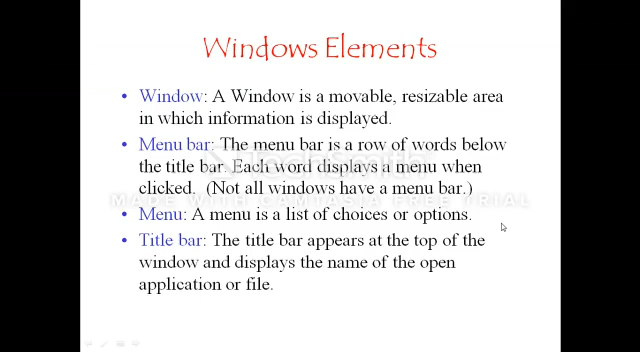 Windows Elements
• Window: A Window is a movable, resizable area
in which information is displayed.
• Menu bar: The menu bar is a row of words below
the title bar. Each word displays a menu when
clicked. (Not all windows have a menu bar.)
TechSmith
MADE WITH CAMTASIA FREE TRIAL
• Menu: A menu is a list of choices or options.
• Title bar: The title bar appears at the top of the
window and displays the name of the open
application or file.